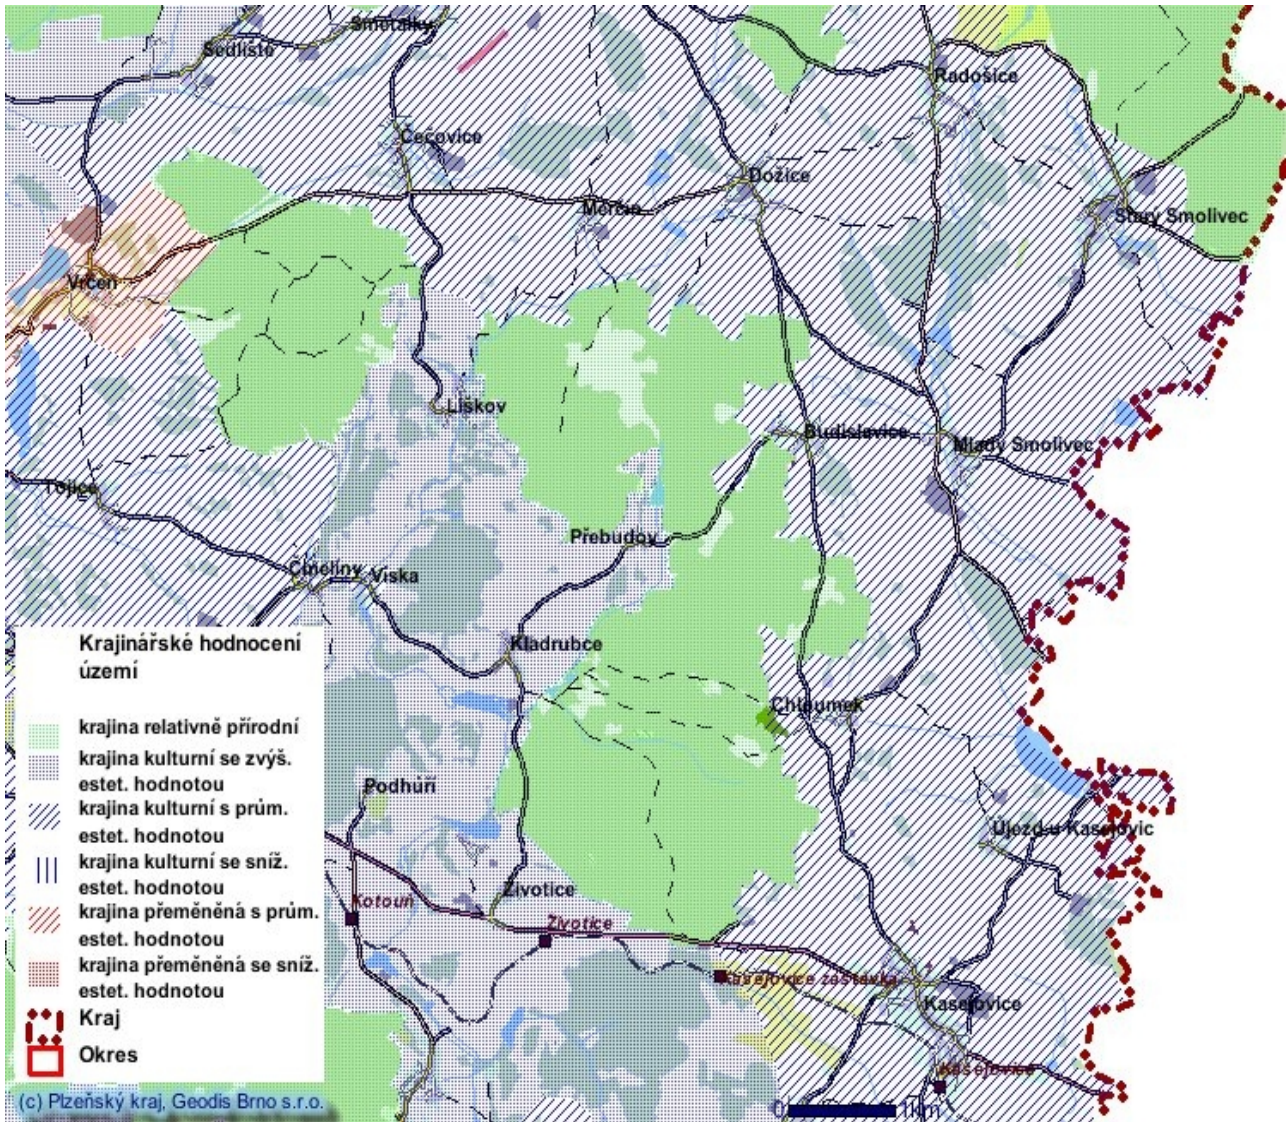 Smetálky
Sedliště
Radošice
Čečovice
Dožice
Měrčín
Starý Smolivec
Vrčeň
Liškov
Budislavice
Mladý Smolivec
Tojice
Přebudov
Čmelíny Víska
Kladrubce
Chloumek
Podhůří
Újezd u Kasejovic
Životice
Kotouň
Životice
Kasejovice zastávka
Kasejovice
Kasejovice
Krajinářské hodnocení
území
krajina relativně přírodní
krajina kulturní se zvýš.
estet. hodnotou
krajina kulturní s prům.
estet. hodnotou
krajina kulturní se sníž.
estet. hodnotou
krajina přeměněná s prům.
estet. hodnotou
krajina přeměněná se sníž.
estet. hodnotou
Kraj
Okres
(c) Plzeňský kraj, Geodis Brno s.r.o.
0 1km